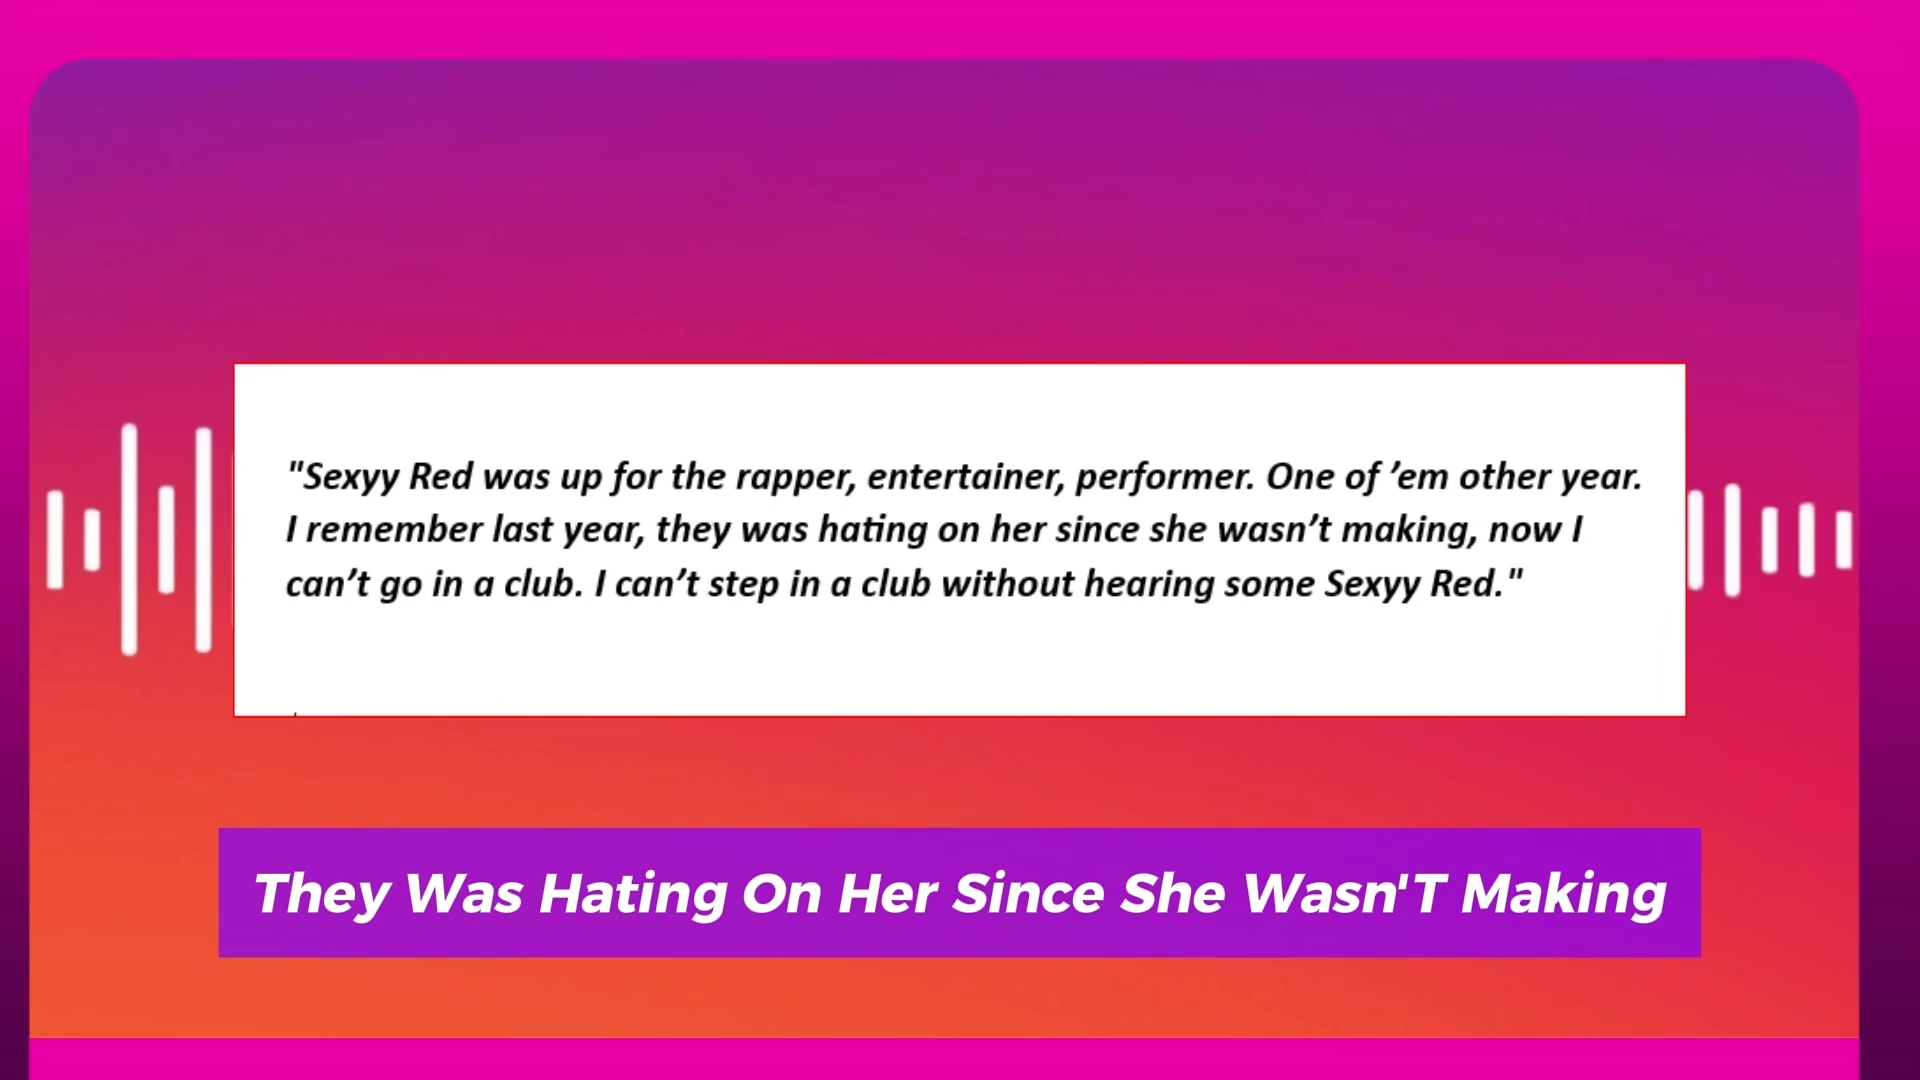 "Sexyy Red was up for the rapper, entertainer, performer. One of ’em other year.
I remember last year, they was hating on her since she wasn’t making, now I
can’t go in a club. I can’t step in a club without hearing some Sexyy Red."
They Was Hating On Her Since She Wasn'T Making